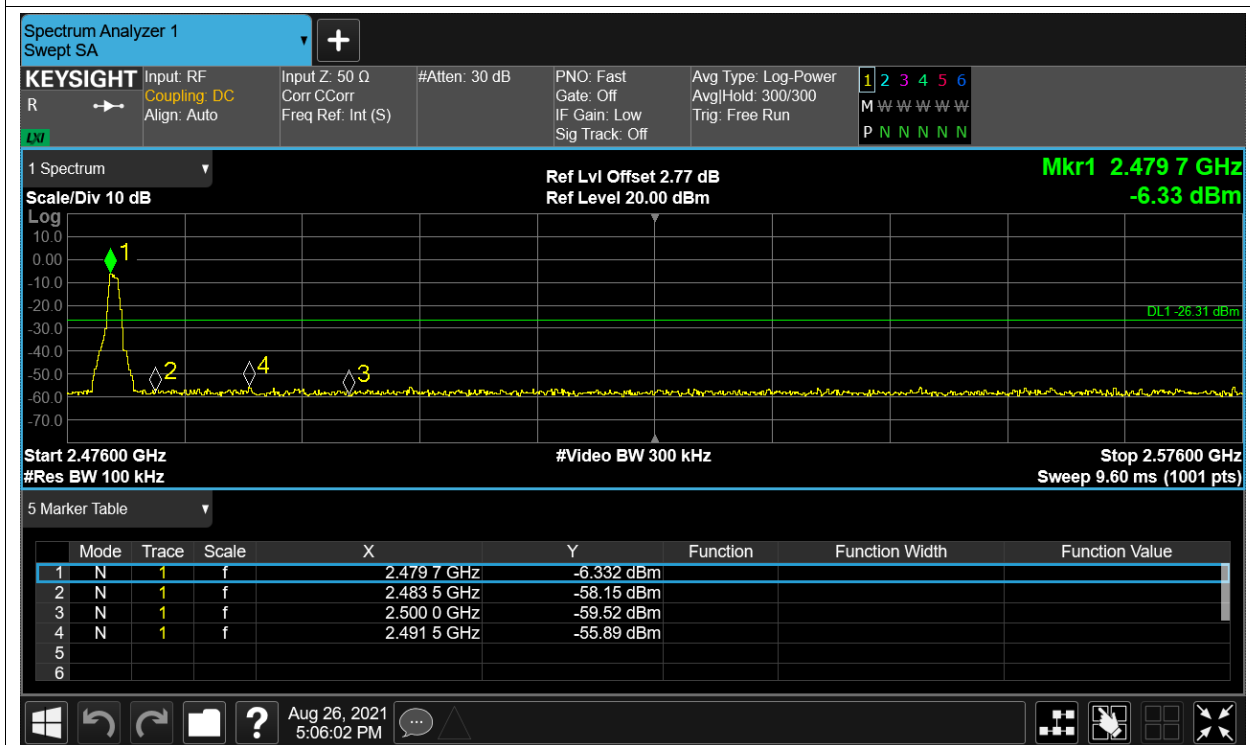 Spectrum Analyzer 1
Swept SA
+
KEYSIGHT
R
LXI
Input: RF
Coupling: DC
Align: Auto
Input Z: 50 Ω
Corr CCorr
Freq Ref: Int (S)
#Atten: 30 dB
PNO: Fast
Gate: Off
IF Gain: Low
Sig Track: Off
Avg Type: Log-Power
Avg|Hold: 300/300
Trig: Free Run
1 2 3 4 5 6
M W W W W W
P N N N N N
1 Spectrum
Scale/Div 10 dB
Ref Lvl Offset 2.77 dB
Ref Level 20.00 dBm
Mkr1 2.479 7 GHz
-6.33 dBm
Log
10.0
0.00
-10.0
-20.0
-30.0
-40.0
-50.0
-60.0
-70.0
1
2
4
3
DL1 -26.31 dBm
Start 2.47600 GHz
#Res BW 100 kHz
#Video BW 300 kHz
Stop 2.57600 GHz
Sweep 9.60 ms (1001 pts)
5 Marker Table
Mode Trace Scale X Y Function Function Width Function Value
1 N 1 f 2.479 7 GHz -6.332 dBm
2 N 1 f 2.483 5 GHz -58.15 dBm
3 N 1 f 2.500 0 GHz -59.52 dBm
4 N 1 f 2.491 5 GHz -55.89 dBm
5
6
?
Aug 26, 2021
5:06:02 PM